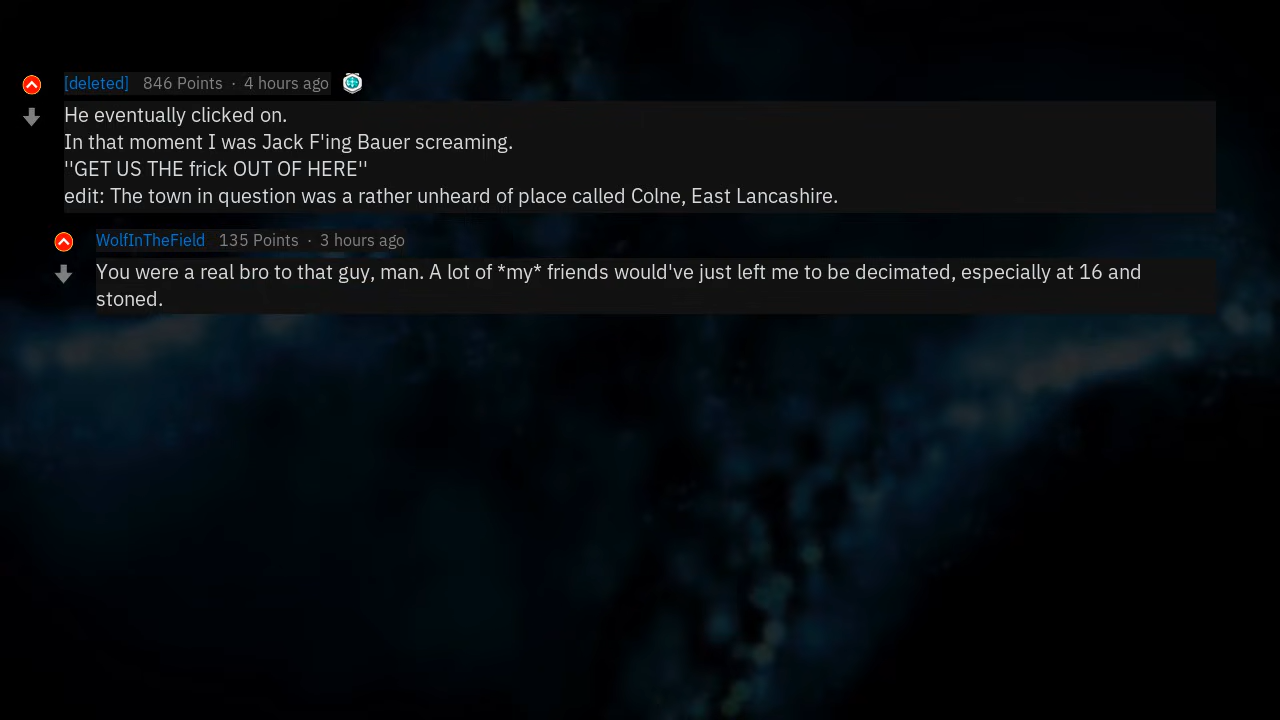 [deleted] 846 Points · 4 hours ago
He eventually clicked on.
In that moment I was Jack F'ing Bauer screaming.
''GET US THE frick OUT OF HERE''
edit: The town in question was a rather unheard of place called Colne, East Lancashire.
WolfInTheField 135 Points · 3 hours ago
You were a real bro to that guy, man. A lot of *my* friends would've just left me to be decimated, especially at 16 and
stoned.